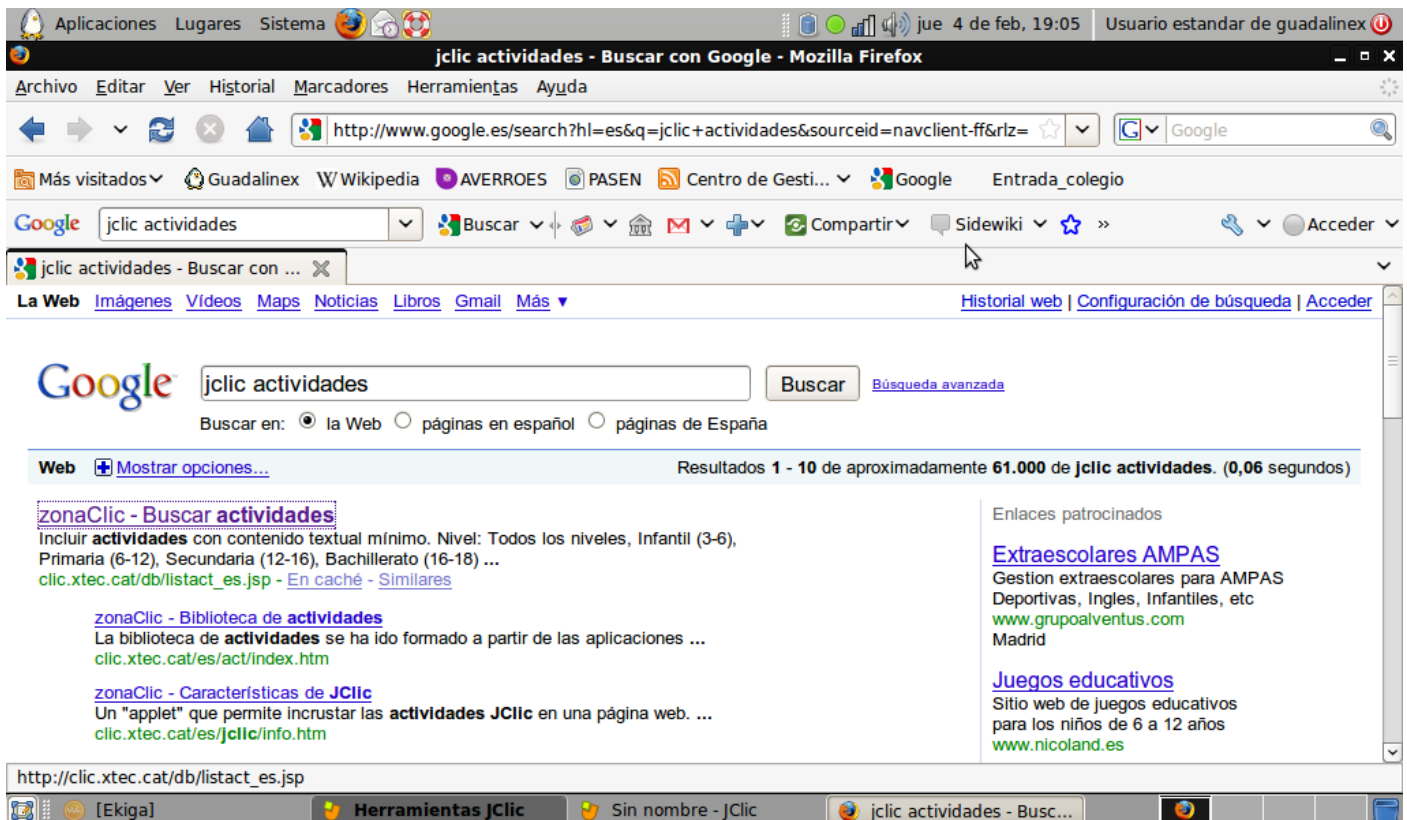 Aplicaciones Lugares Sistema jue 4 de feb, 19:05 Usuario estandar de guadalinex
jclic actividades - Buscar con Google - Mozilla Firefox
Archivo Editar Ver Historial Marcadores Herramientas Ayuda
http://www.google.es/search?hl=es&q=jclic+actividades&sourceid=navclient-ff&rlz= G Google
Más visitados Guadalinex W Wikipedia AVERROES PASEN Centro de Gesti... Google Entrada_colegio
Google jclic actividades Buscar Compartir Sidewiki » Acceder
jclic actividades - Buscar con ...
La Web Imágenes Vídeos Maps Noticias Libros Gmail Más ▼ Historial web | Configuración de búsqueda | Acceder
Google jclic actividades Buscar Búsqueda avanzada
Buscar en: la Web páginas en español páginas de España
Web Mostrar opciones... Resultados 1 - 10 de aproximadamente 61.000 de jclic actividades. (0,06 segundos)
zonaClic - Buscar actividades
Incluir actividades con contenido textual mínimo. Nivel: Todos los niveles, Infantil (3-6),
Primaria (6-12), Secundaria (12-16), Bachillerato (16-18) ...
clic.xtec.cat/db/listact_es.jsp - En caché - Similares
zonaClic - Biblioteca de actividades
La biblioteca de actividades se ha ido formado a partir de las aplicaciones ...
clic.xtec.cat/es/act/index.htm
zonaClic - Características de JClic
Un "applet" que permite incrustar las actividades JClic en una página web. ...
clic.xtec.cat/es/jclic/info.htm
Enlaces patrocinados
Extraescolares AMPAS
Gestion extraescolares para AMPAS
Deportivas, Ingles, Infantiles, etc
www.grupoalventus.com
Madrid
Juegos educativos
Sitio web de juegos educativos
para los niños de 6 a 12 años
www.nicoland.es
http://clic.xtec.cat/db/listact_es.jsp
[Ekiga] Herramientas JClic Sin nombre - JClic jclic actividades - Busc...